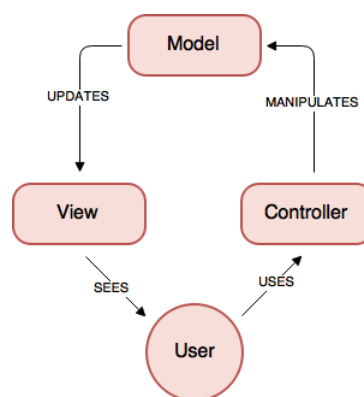 Model
UPDATES
MANIPULATES
View
Controller
SEES
USES
User